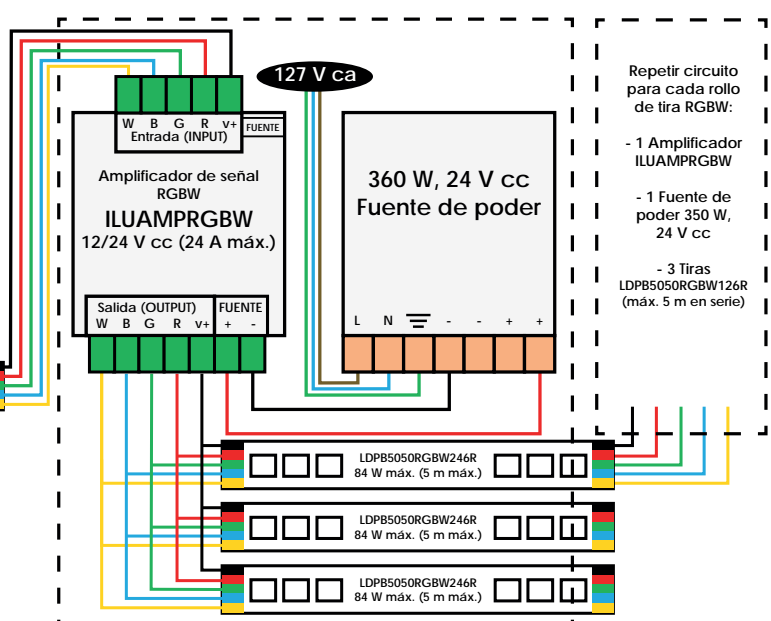 127 V ca
W B G R V+
Entrada (INPUT)
FUENTE
Amplificador de señal
RGBW
ILUAMPRGBW
12/24 V cc (24 A máx.)
Salida (OUTPUT)
FUENTE
W B G R V+ + -
360 W, 24 V cc
Fuente de poder
L N - - + +
LDPB5050RGBW246R
84 W máx. (5 m máx.)
LDPB5050RGBW246R
84 W máx. (5 m máx.)
LDPB5050RGBW246R
84 W máx. (5 m máx.)
Repetir circuito
para cada rollo
de tira RGBW:
- 1 Amplificador
ILUAMPRGBW
- 1 Fuente de
poder 350 W,
24 V cc
- 3 Tiras
LDPB5050RGBW126R
(máx. 5 m en serie)